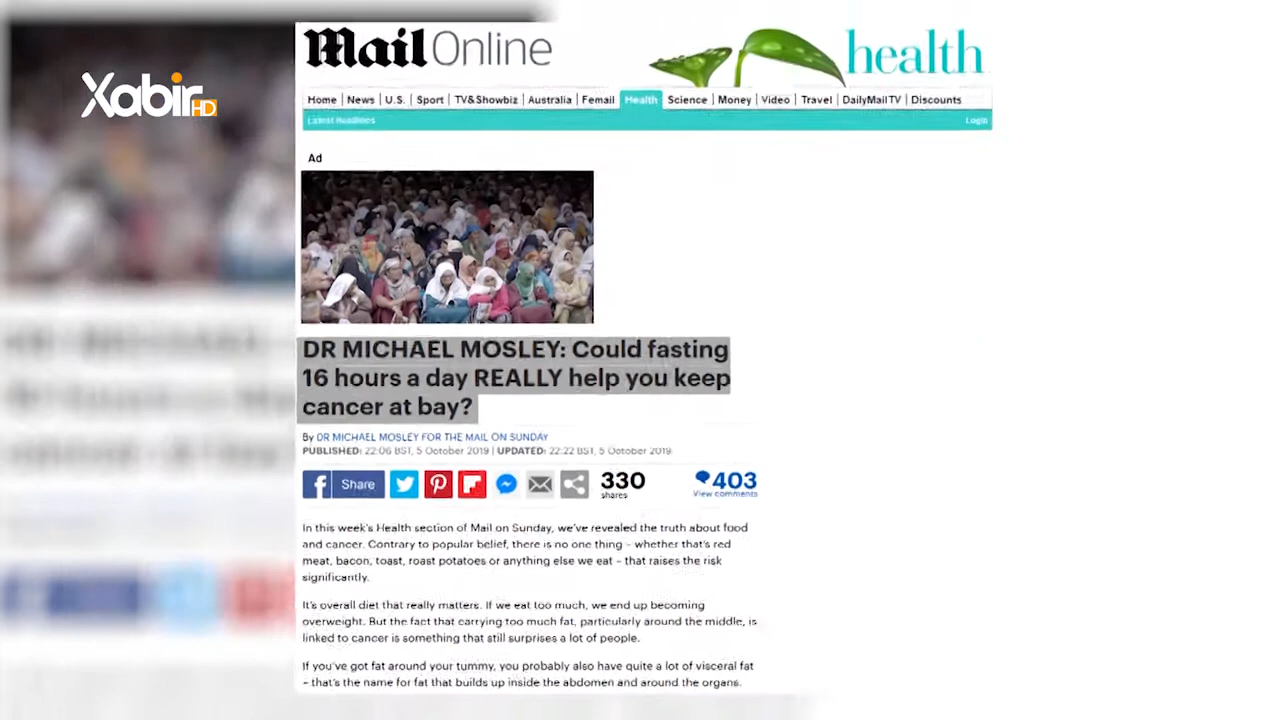 Mail Online
health
Xabir HD
Home News U.S. Sport TV&Showbiz Australia Femail Health Science Money Video Travel DailyMailTV Discounts
Latest Headlines Login
Ad
DR MICHAEL MOSLEY: Could fasting
16 hours a day REALLY help you keep
cancer at bay?
By DR MICHAEL MOSLEY FOR THE MAIL ON SUNDAY
PUBLISHED: 22:06 BST, 5 October 2019 | UPDATED: 22:22 BST, 5 October 2019
Share
330
shares
403
View comments
In this week's Health section of Mail on Sunday, we've revealed the truth about food
and cancer. Contrary to popular belief, there is no one thing – whether that's red
meat, bacon, toast, roast potatoes or anything else we eat – that raises the risk
significantly.
It's overall diet that really matters. If we eat too much, we end up becoming
overweight. But the fact that carrying too much fat, particularly around the middle, is
linked to cancer is something that still surprises a lot of people.
If you've got fat around your tummy, you probably also have quite a lot of visceral fat
– that's the name for fat that builds up inside the abdomen and around the organs.